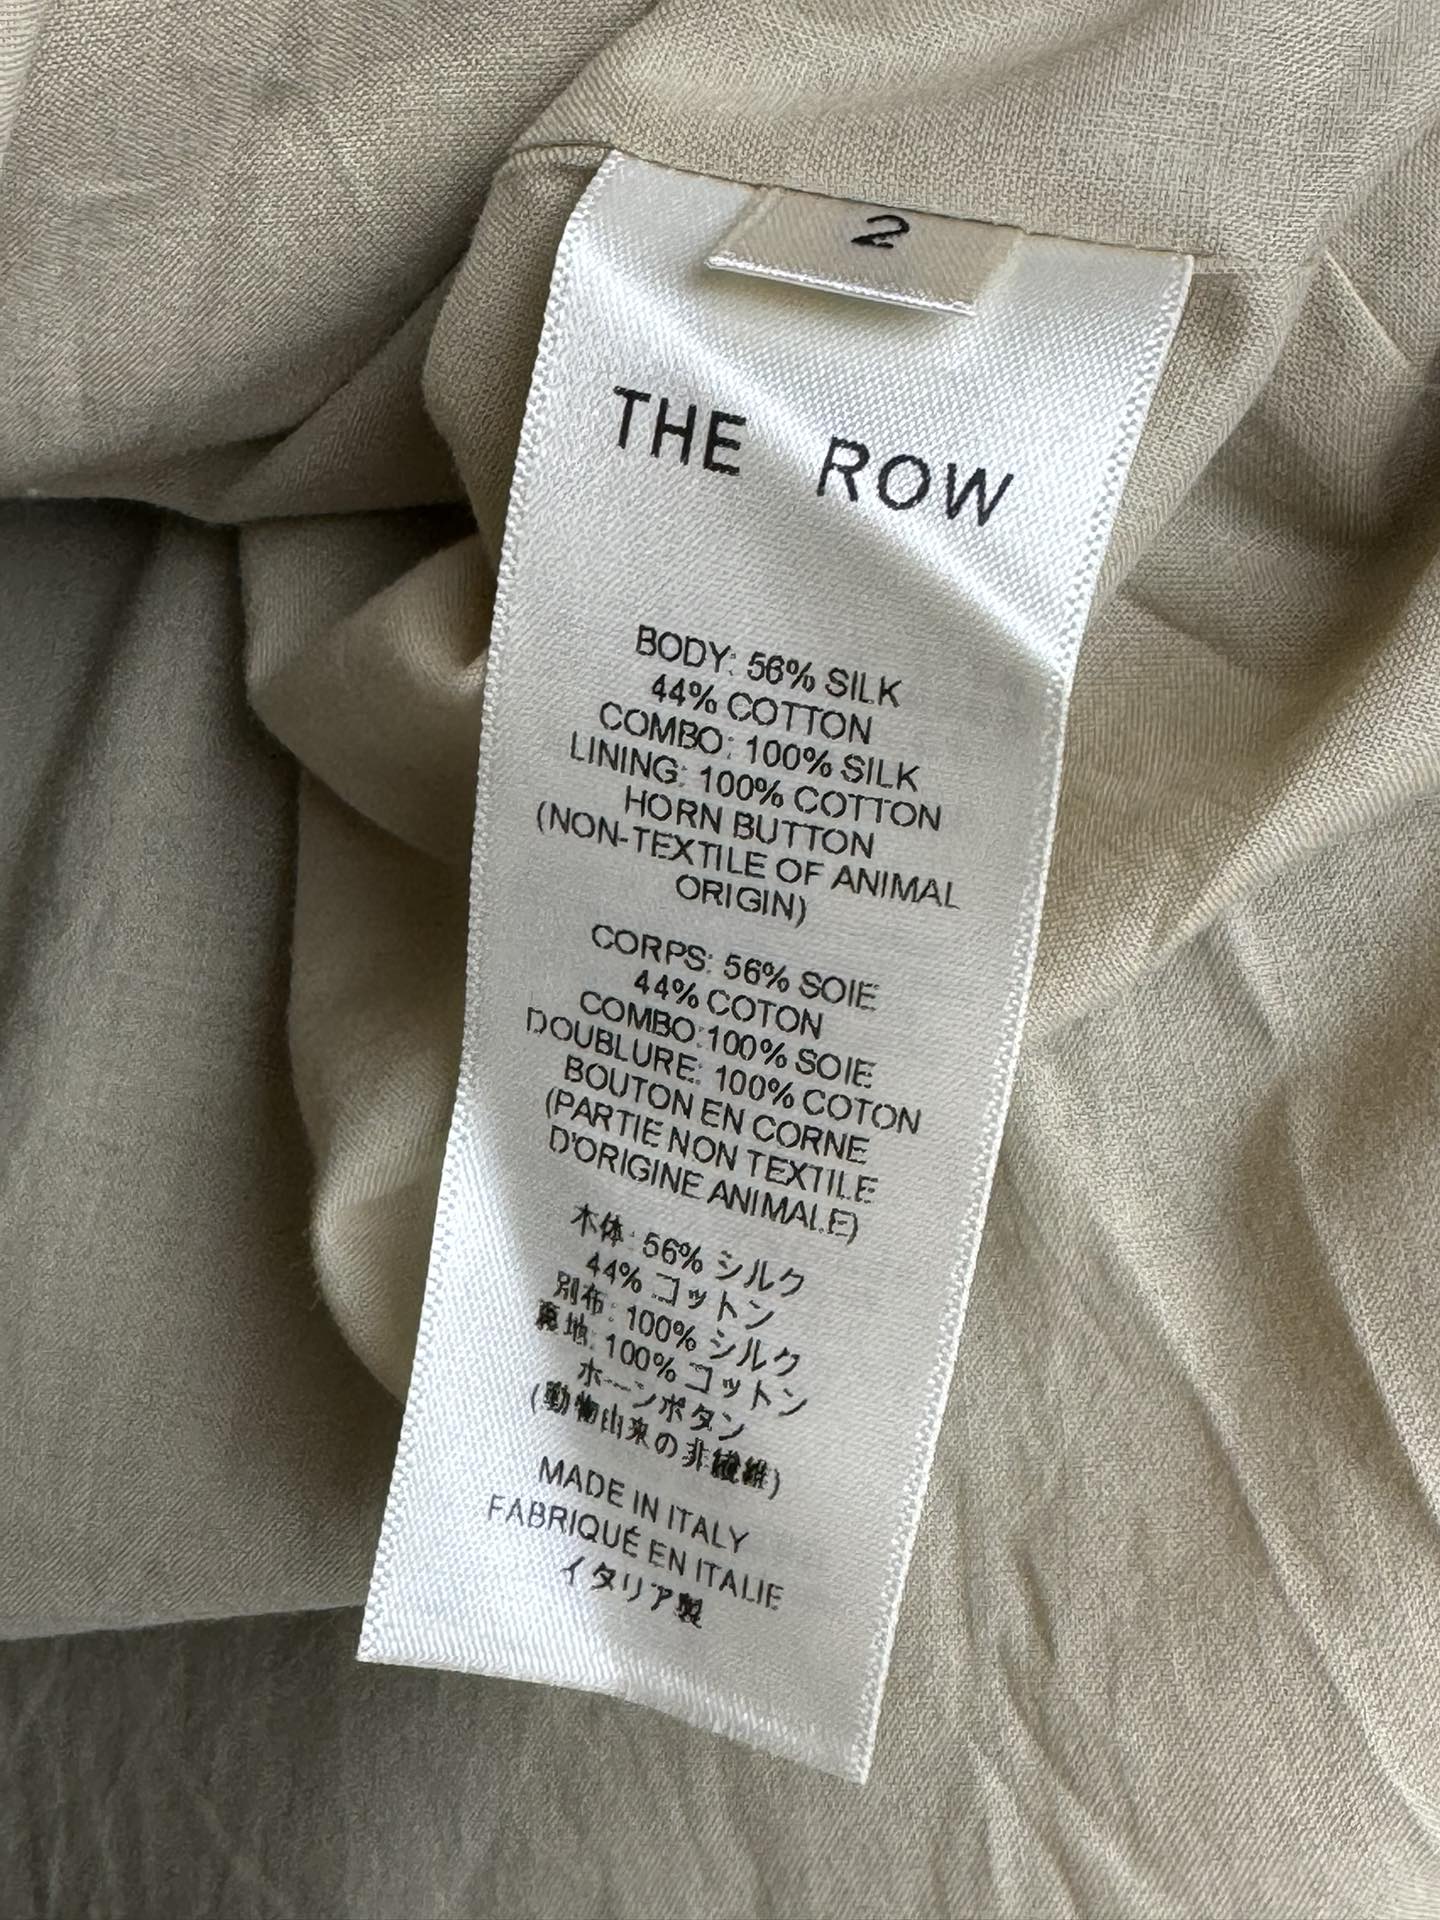 2
THE ROW
BODY: 56% SILK
44% COTTON
COMBO: 100% SILK
LINING: 100% COTTON
HORN BUTTON
(NON-TEXTILE OF ANIMAL
ORIGIN)
CORPS: 56% SOIE
44% COTON
COMBO:100% SOIE
DOUBLURE: 100% COTON
BOUTON EN CORNE
(PARTIE NON TEXTILE
D'ORIGINE ANIMALE)
本体: 56% シルク
44% コットン
別布: 100% シルク
裏地: 100% コットン
ホーンボタン
(動物由来の非繊維)
MADE IN ITALY
FABRIQUÉ EN ITALIE
イタリア製